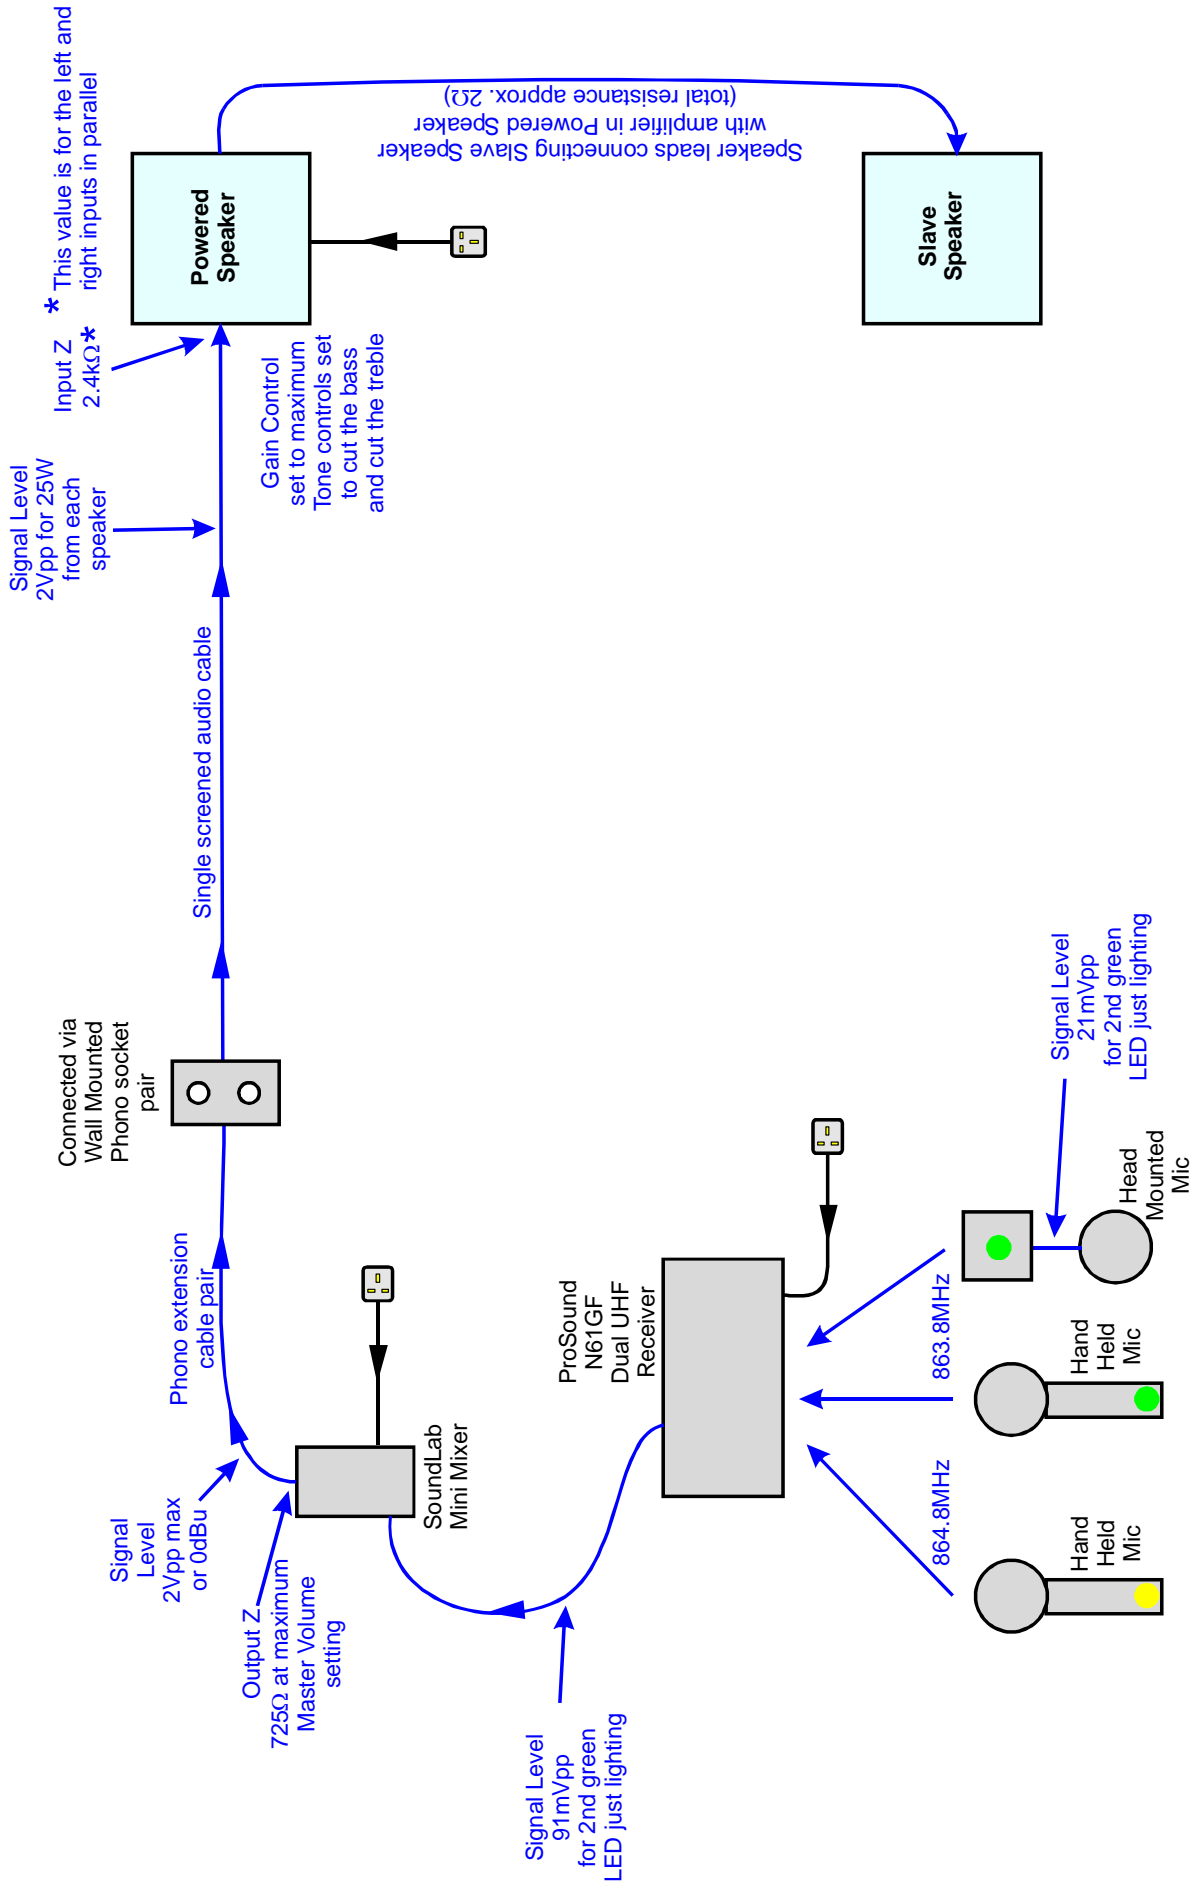 Signal
Level
2Vpp max
or 0dBu
Output Z
725Ω at maximum
Master Volume
setting
SoundLab
Mini Mixer
Phono extension
cable pair
Connected via
Wall Mounted
Phono socket
pair
Single screened audio cable
Signal Level
2Vpp for 25W
from each
speaker
Input Z
2.4kΩ*
* This value is for the left and
right inputs in parallel
Powered
Speaker
Gain Control
set to maximum
Tone controls set
to cut the bass
and cut the treble
Speaker leads connecting Slave Speaker
with amplifier in Powered Speaker
(total resistance approx. 2Ω)
Slave
Speaker
Signal Level
91mVpp
for 2nd green
LED just lighting
ProSound
N61GF
Dual UHF
Receiver
864.8MHz
863.8MHz
Hand
Held
Mic
Hand
Held
Mic
Head
Mounted
Mic
Signal Level
21mVpp
for 2nd green
LED just lighting